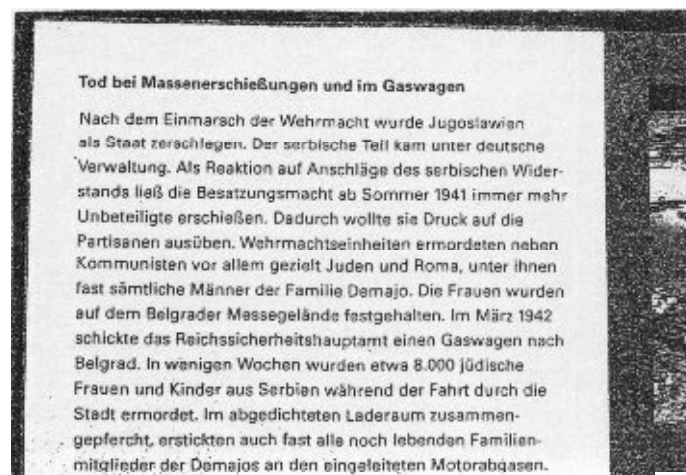 Tod bei Massenerschießungen und im Gaswagen
Nach dem Einmarsch der Wehrmacht wurde Jugoslawien
als Staat zerschlagen. Der serbische Teil kam unter deutsche
Verwaltung. Als Reaktion auf Anschläge des serbischen Wider-
stands ließ die Besatzungsmacht ab Sommer 1941 immer mehr
Unbeteiligte erschießen. Dadurch wollte sie Druck auf die
Partisanen ausüben. Wehrmachtseinheiten ermordeten neben
Kommunisten vor allem gezielt Juden und Roma, unter ihnen
fast sämtliche Männer der Familie Demajo. Die Frauen wurden
auf dem Belgrader Messegelände festgehalten. Im März 1942
schickte das Reichssicherheitshauptamt einen Gaswagen nach
Belgrad. In wenigen Wochen wurden etwa 8.000 jüdische
Frauen und Kinder aus Serbien während der Fahrt durch die
Stadt ermordet. Im abgedichteten Laderaum zusammen-
gepfercht, erstickten auch fast alle noch lebenden Familien-
mitglieder der Demajos an den eingeleiteten Motorabgasen.